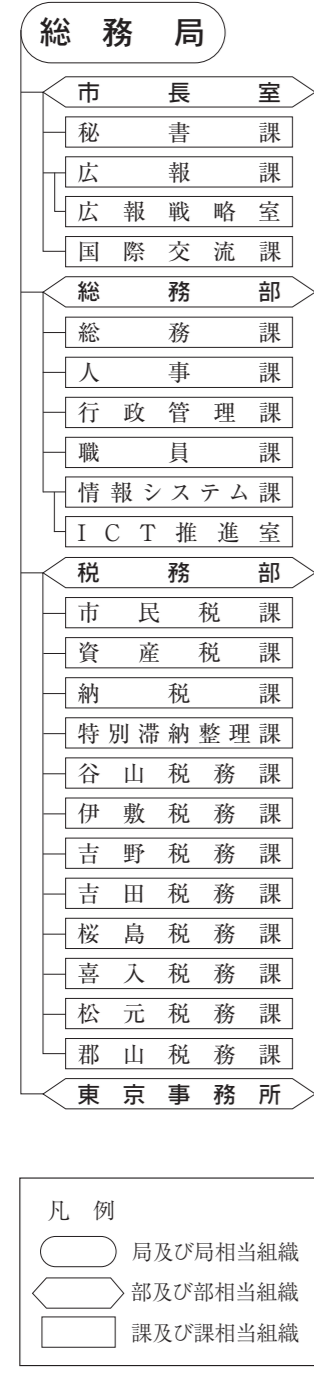 総務局
市長室
秘書課
広報課
広報戦略室
国際交流課
総務部
総務課
人事課
行政管理課
職員課
情報システム課
ICT推進室
税務部
市民税課
資産税課
納税課
特別滞納整理課
谷山税務課
伊敷税務課
吉野税務課
吉田税務課
桜島税務課
喜入税務課
松元税務課
郡山税務課
東京事務所
凡例
局及び局相当組織
部及び部相当組織
課及び課相当組織